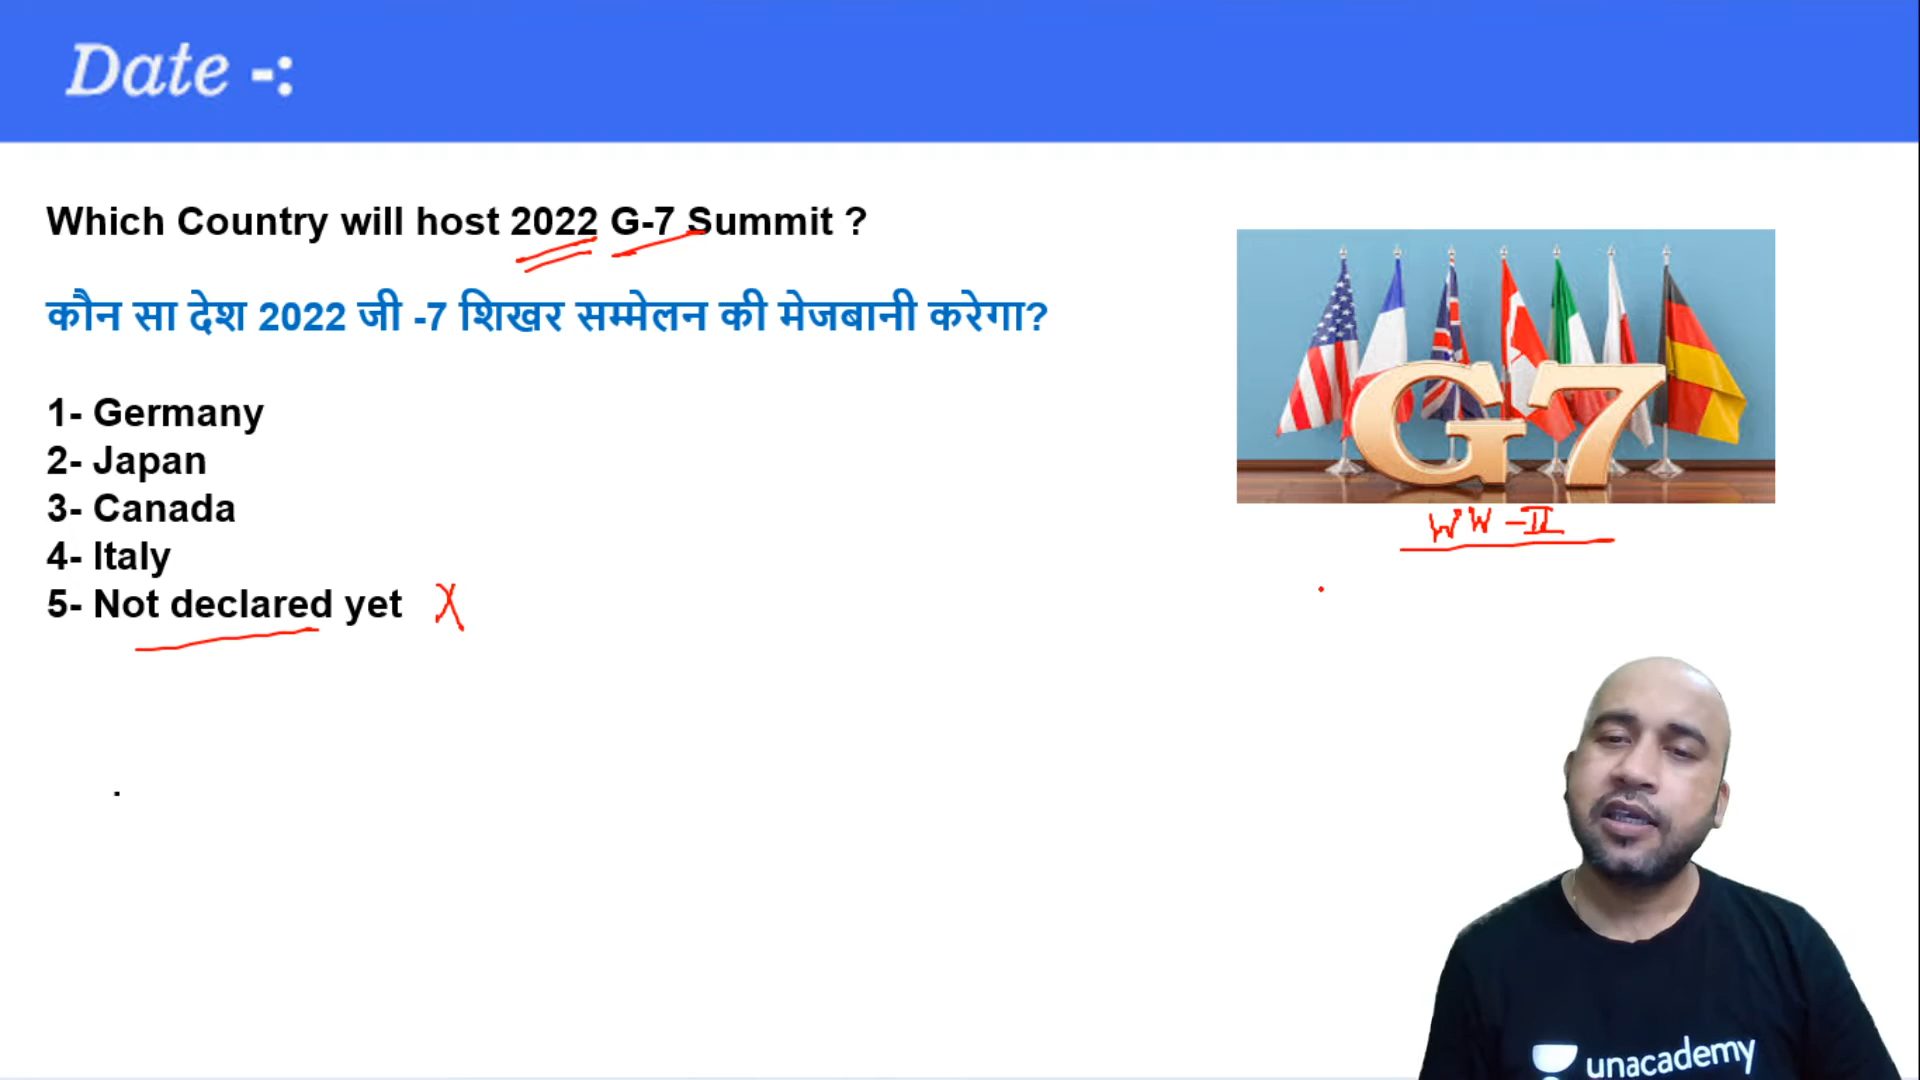 Date -:
Which Country will host 2022 G-7 Summit ?
कौन सा देश 2022 जी -7 शिखर सम्मेलन की मेजबानी करेगा?
1- Germany
2- Japan
3- Canada
4- Italy
5- Not declared yet X
G7
WW-II
unacademy